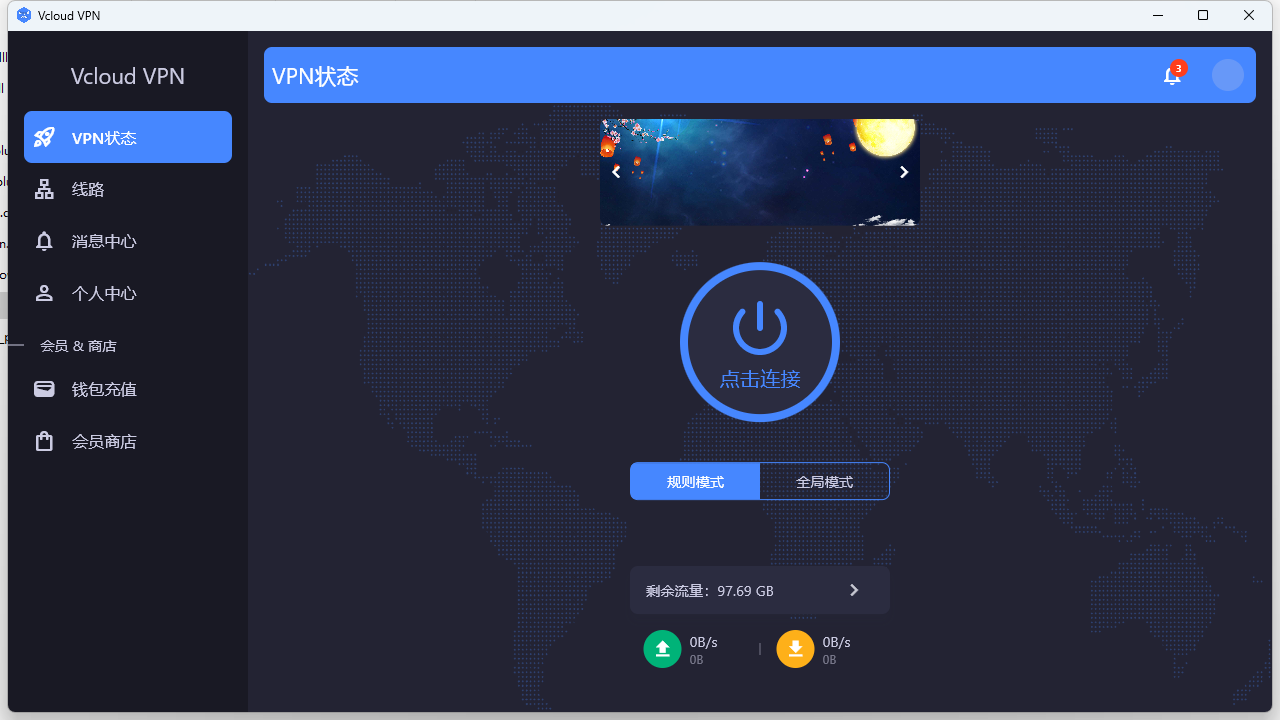 Vcloud VPN
Vcloud VPN
VPN状态
线路
消息中心
个人中心
会员 & 商店
钱包充值
会员商店
VPN状态
3
点击连接
规则模式 全局模式
剩余流量：97.69 GB
0B/s 0B/s
0B 0B